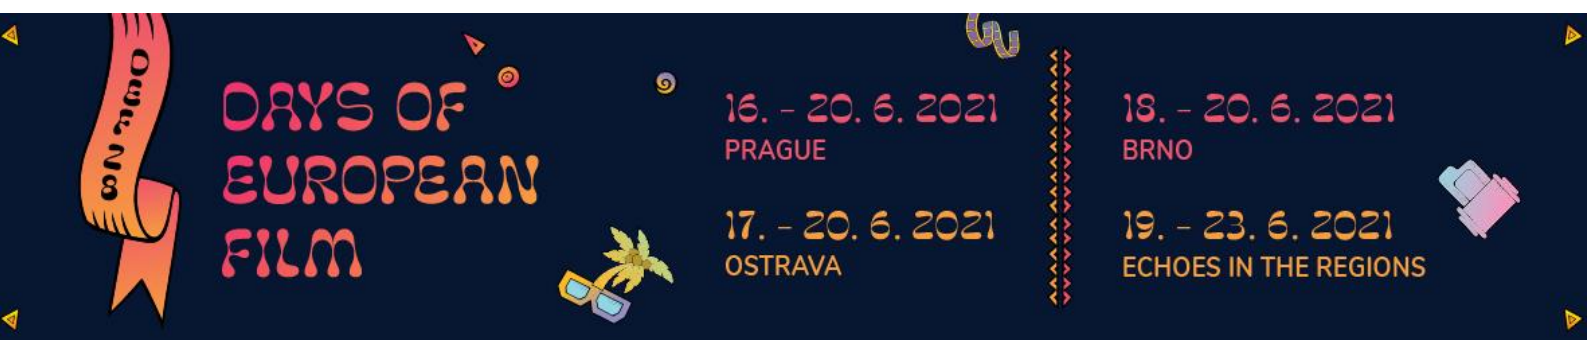 DAYS OF
EUROPEAN
FILM
16. – 20. 6. 2021
PRAGUE
17. – 20. 6. 2021
OSTRAVA
18. – 20. 6. 2021
BRNO
19. – 23. 6. 2021
ECHOES IN THE REGIONS